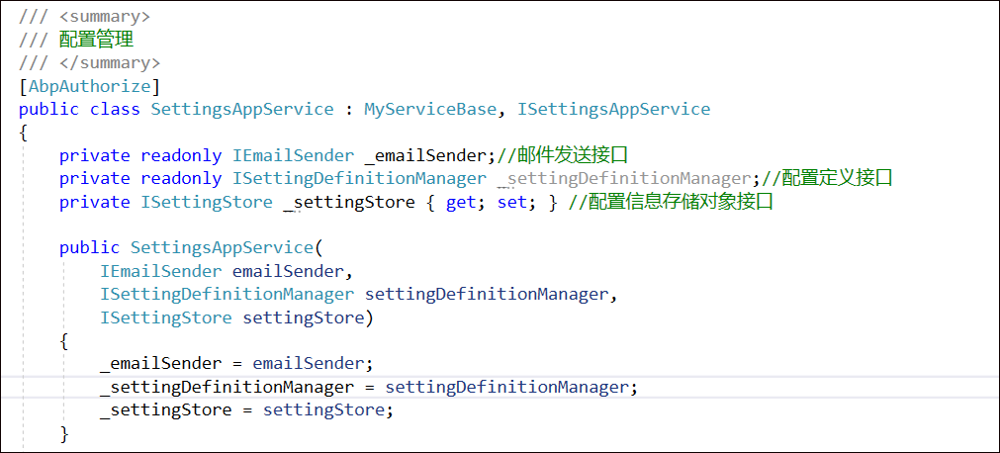 /// <summary>
/// 配置管理
/// </summary>
[AbpAuthorize]
public class SettingsAppService : MyServiceBase, ISettingsAppService
{
    private readonly IEmailSender _emailSender;//邮件发送接口
    private readonly ISettingDefinitionManager _settingDefinitionManager;//配置定义接口
    private ISettingStore _settingStore { get; set; } //配置信息存储对象接口

    public SettingsAppService(
        IEmailSender emailSender,
        ISettingDefinitionManager settingDefinitionManager,
        ISettingStore settingStore)
    {
        _emailSender = emailSender;
        _settingDefinitionManager = settingDefinitionManager;
        _settingStore = settingStore;
    }